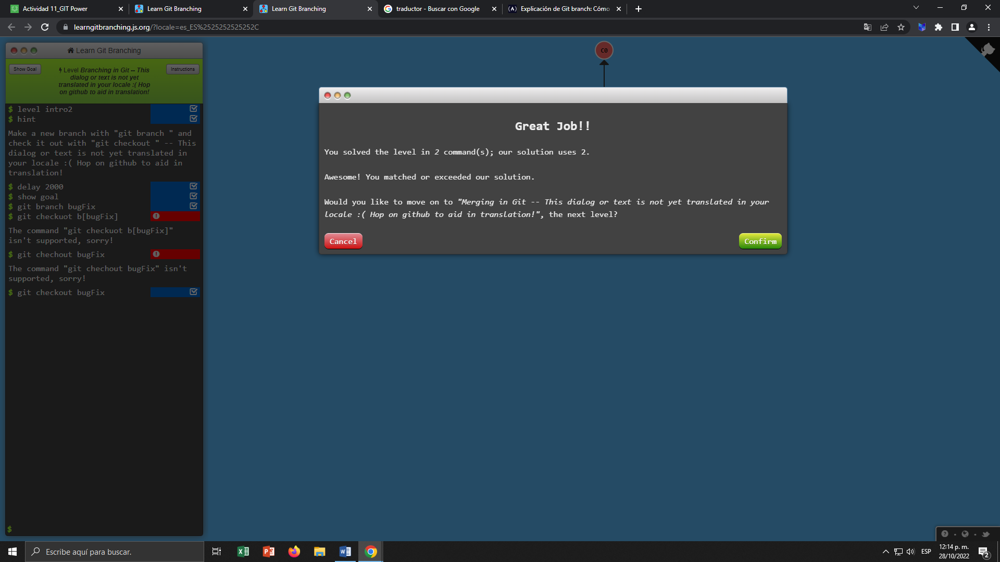 Actividad 11_GIT Power
Learn Git Branching
Learn Git Branching
traductor - Buscar con Google
Explicación de Git branch: Cómo
learngitbranching.js.org/?locale=es_ES%2525252525252C
Learn Git Branching
Show Goal
Level Branching in Git -- This
dialog or text is not yet
translated in your locale :( Hop
on github to aid in translation!
Instructions
$ level intro2
$ hint
Make a new branch with "git branch " and
check it out with "git checkout " -- This
dialog or text is not yet translated in
your locale :( Hop on github to aid in
translation!
$ delay 2000
$ show goal
$ git branch bugFix
$ git checkuot b[bugFix]
The command "git checkuot b[bugFix]"
isn't supported, sorry!
$ git chechout bugFix
The command "git chechout bugFix" isn't
supported, sorry!
$ git checkout bugFix
$
C0
Great Job!!
You solved the level in 2 command(s); our solution uses 2.
Awesome! You matched or exceeded our solution.
Would you like to move on to "Merging in Git -- This dialog or text is not yet translated in your
locale :( Hop on github to aid in translation!", the next level?
Cancel
Confirm
Escribe aquí para buscar.
ESP
12:14 p. m.
28/10/2022
2